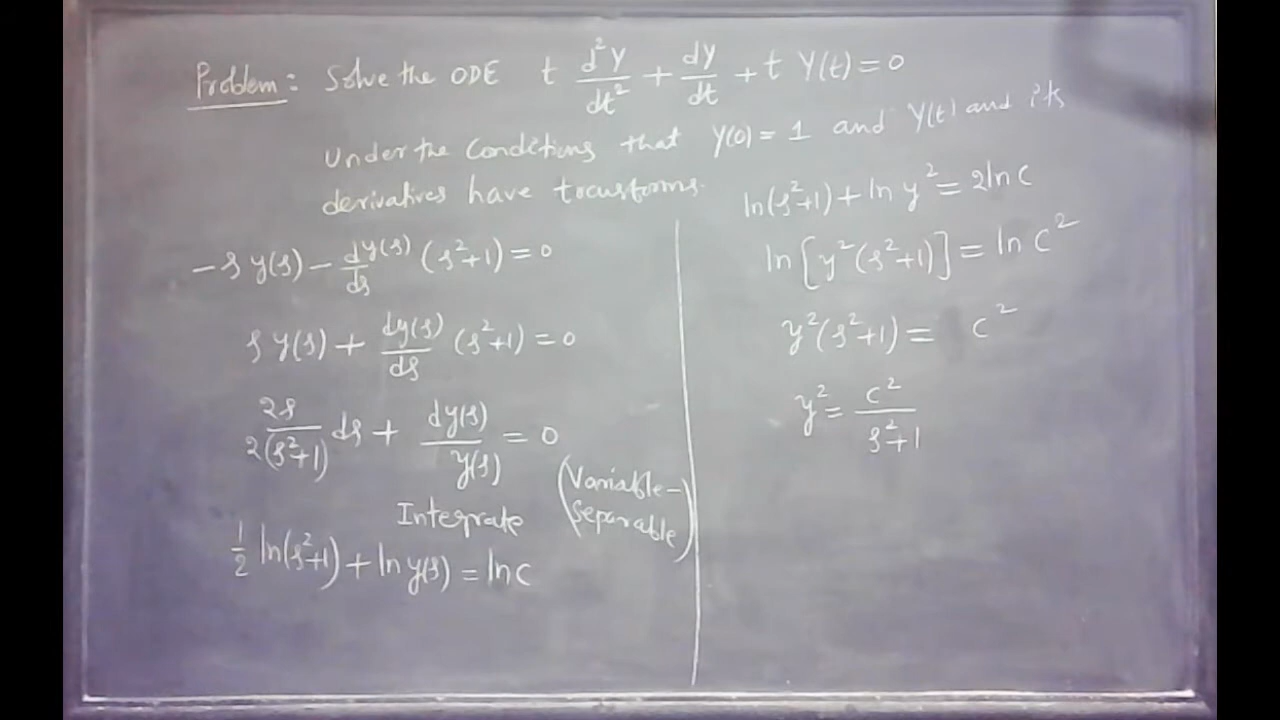 Problem: Solve the ODE t d²Y/dt² + dY/dt + t Y(t) = 0
Under the Conditions that Y(0) = 1 and Y(t) and its
derivatives have transforms.
-s y(s) - dy(s)/ds (s²+1) = 0
s y(s) + dy(s)/ds (s²+1) = 0
2s/2(s²+1) ds + dy(s)/y(s) = 0
(Variable-
Separable)
Integrate
1/2 ln(s²+1) + ln y(s) = ln c
ln(s²+1) + ln y² = 2 ln c
ln[y²(s²+1)] = ln c²
y²(s²+1) = c²
y² = c²/s²+1